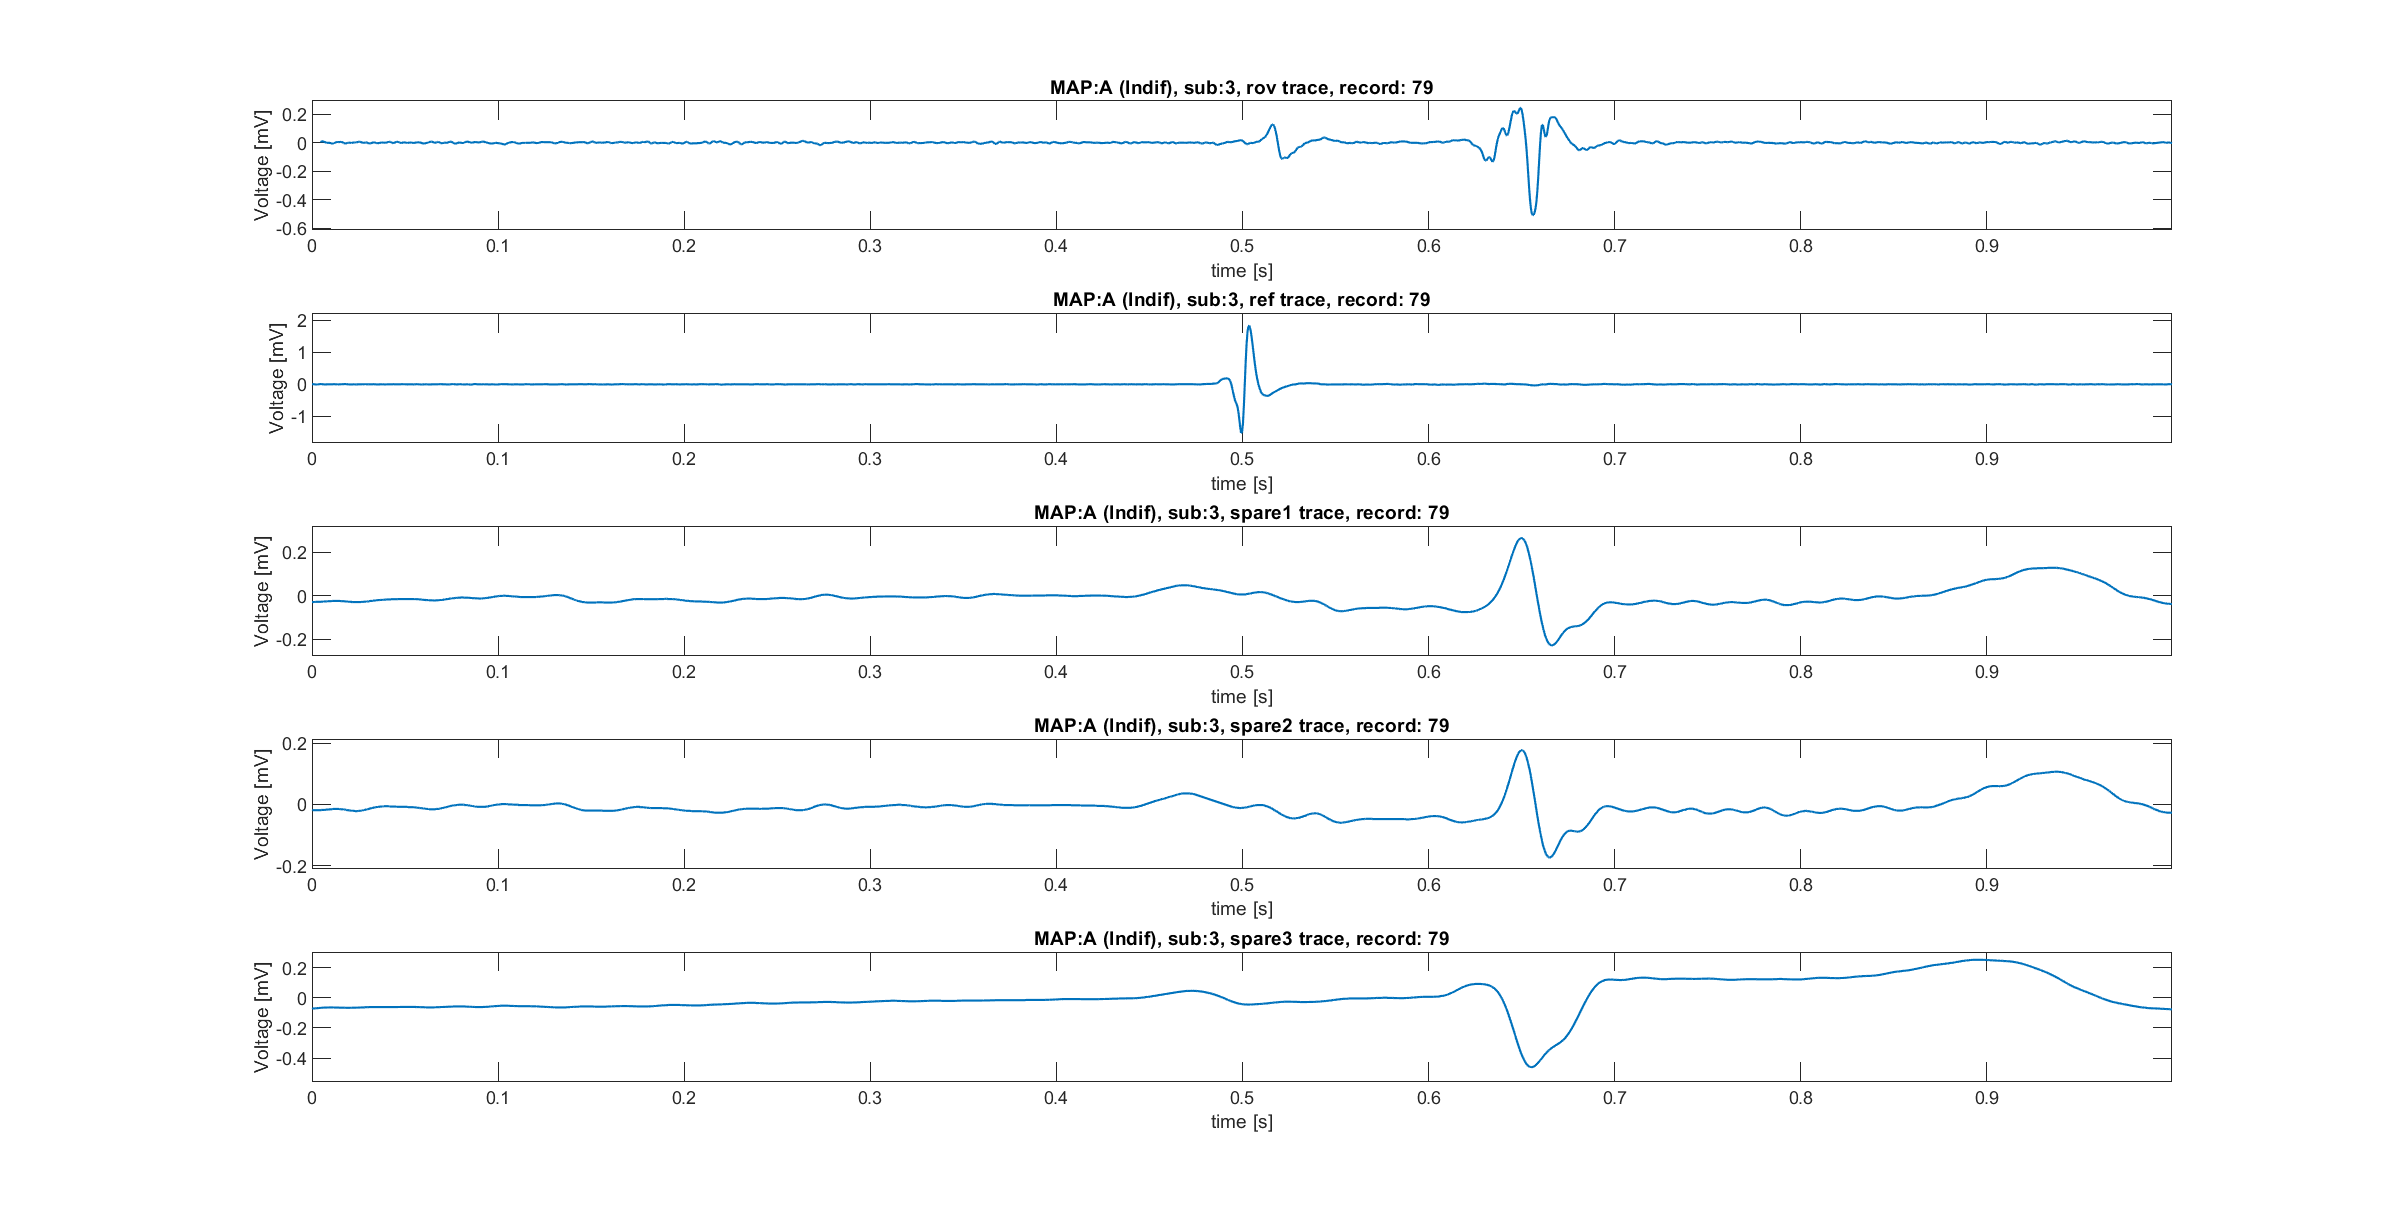 MAP:A (Indif), sub:3, rov trace, record: 79
Voltage [mV]
0.2
0
-0.2
-0.4
-0.6
0 0.1 0.2 0.3 0.4 0.5 0.6 0.7 0.8 0.9
time [s]
MAP:A (Indif), sub:3, ref trace, record: 79
Voltage [mV]
2
1
0
-1
0 0.1 0.2 0.3 0.4 0.5 0.6 0.7 0.8 0.9
time [s]
MAP:A (Indif), sub:3, spare1 trace, record: 79
Voltage [mV]
0.2
0
-0.2
0 0.1 0.2 0.3 0.4 0.5 0.6 0.7 0.8 0.9
time [s]
MAP:A (Indif), sub:3, spare2 trace, record: 79
Voltage [mV]
0.2
0
-0.2
0 0.1 0.2 0.3 0.4 0.5 0.6 0.7 0.8 0.9
time [s]
MAP:A (Indif), sub:3, spare3 trace, record: 79
Voltage [mV]
0.2
0
-0.2
-0.4
0 0.1 0.2 0.3 0.4 0.5 0.6 0.7 0.8 0.9
time [s]